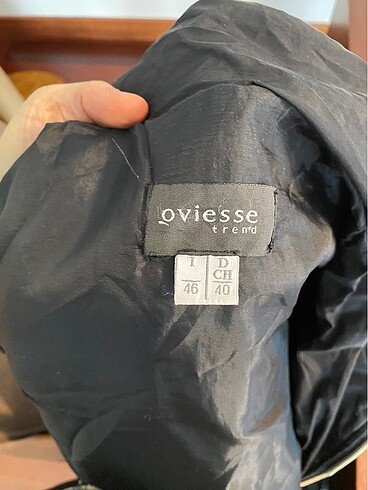 oviesse
trend
I D
CH
46 40